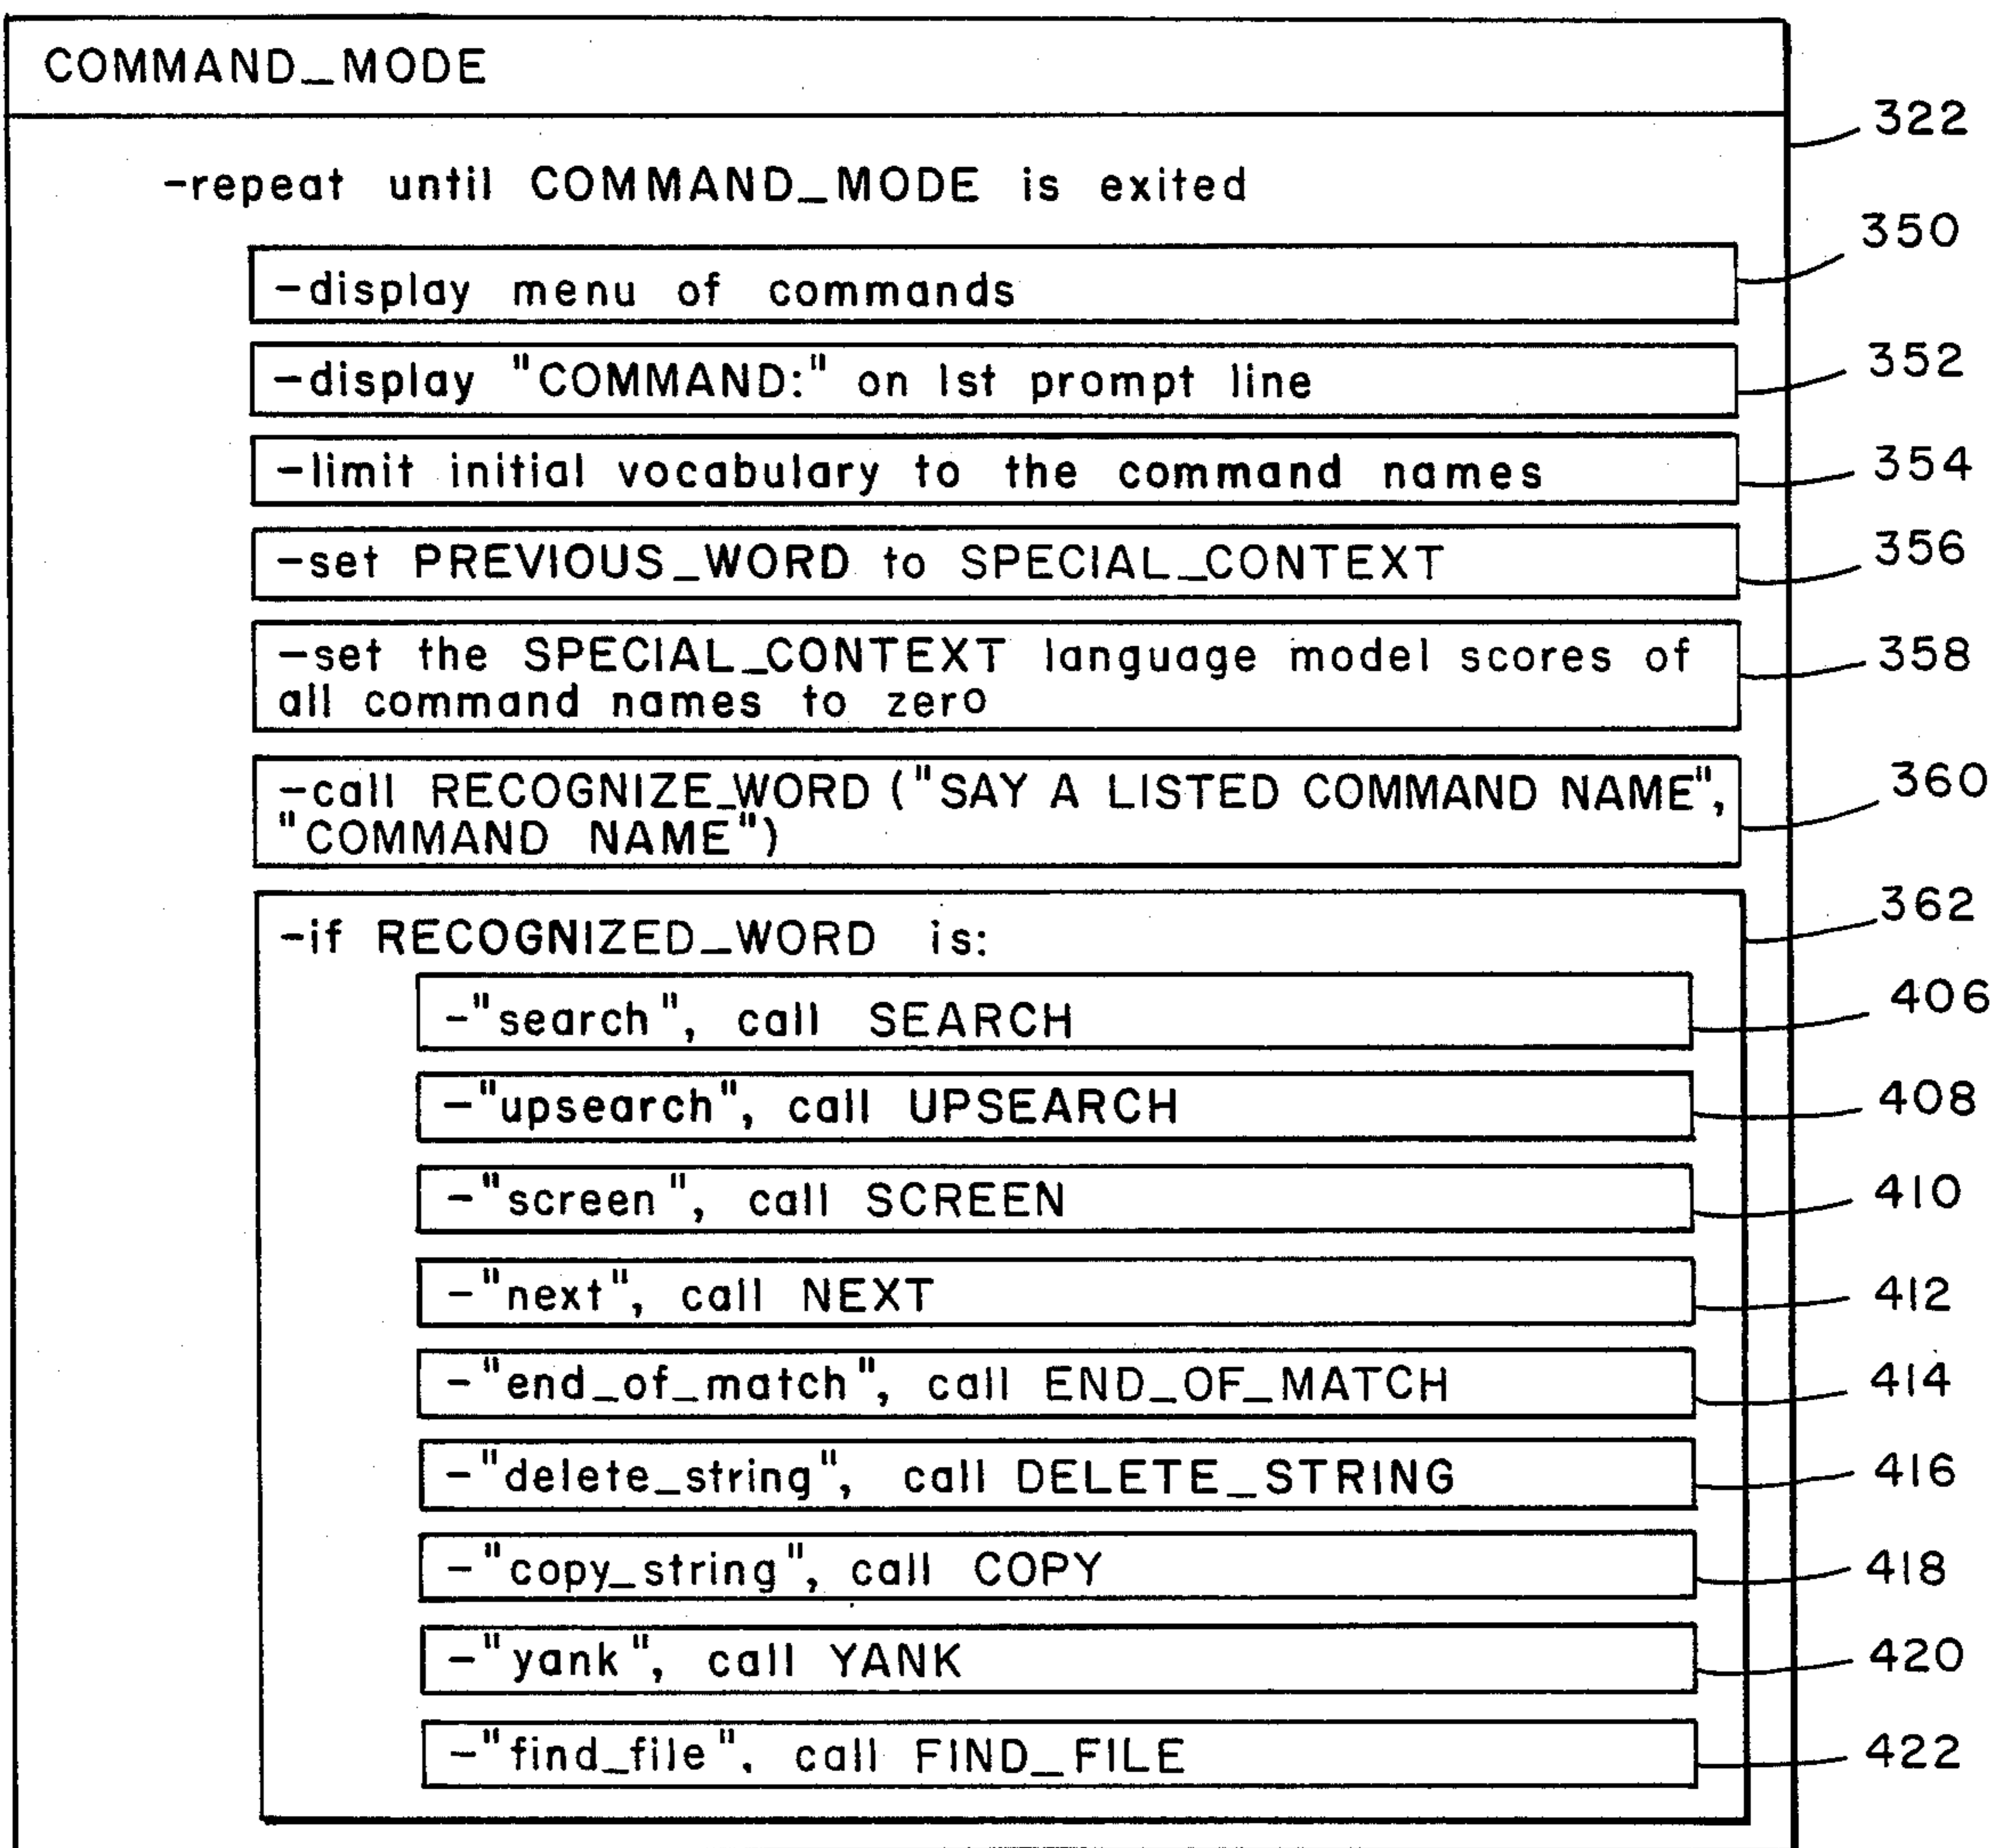 COMMAND_MODE
322
-repeat until COMMAND_MODE is exited
350
-display menu of commands
-display "COMMAND:" on 1st prompt line
352
-limit initial vocabulary to the command names
354
-set PREVIOUS_WORD to SPECIAL_CONTEXT
356
-set the SPECIAL_CONTEXT language model scores of
all command names to zero
358
-call RECOGNIZE_WORD ("SAY A LISTED COMMAND NAME",
"COMMAND NAME")
360
362
-if RECOGNIZED_WORD is:
-"search", call SEARCH
406
-"upsearch", call UPSEARCH
408
-"screen", call SCREEN
410
-"next", call NEXT
412
-"end_of_match", call END_OF_MATCH
414
-"delete_string", call DELETE_STRING
416
-"copy_string", call COPY
418
-"yank", call YANK
420
-"find_file", call FIND_FILE
422